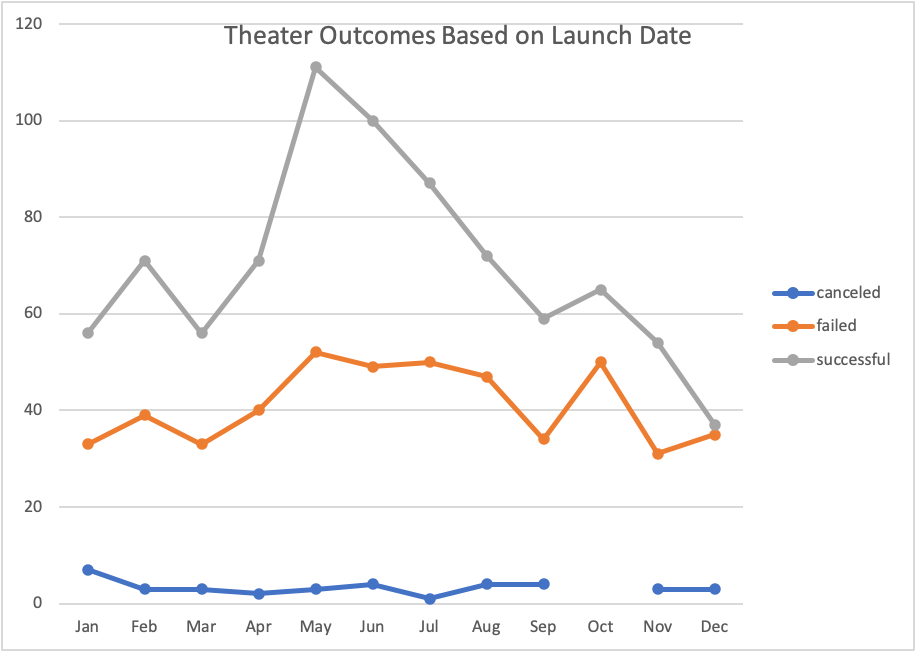 Theater Outcomes Based on Launch Date
120
100
80
60
40
20
0
Jan Feb Mar Apr May Jun Jul Aug Sep Oct Nov Dec
canceled
failed
successful